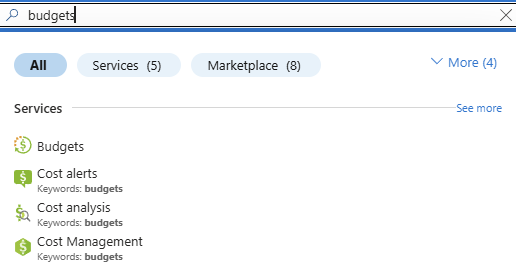 budgets
All Services (5) Marketplace (8) More (4)
Services See more
Budgets
Cost alerts
Keywords: budgets
Cost analysis
Keywords: budgets
Cost Management
Keywords: budgets